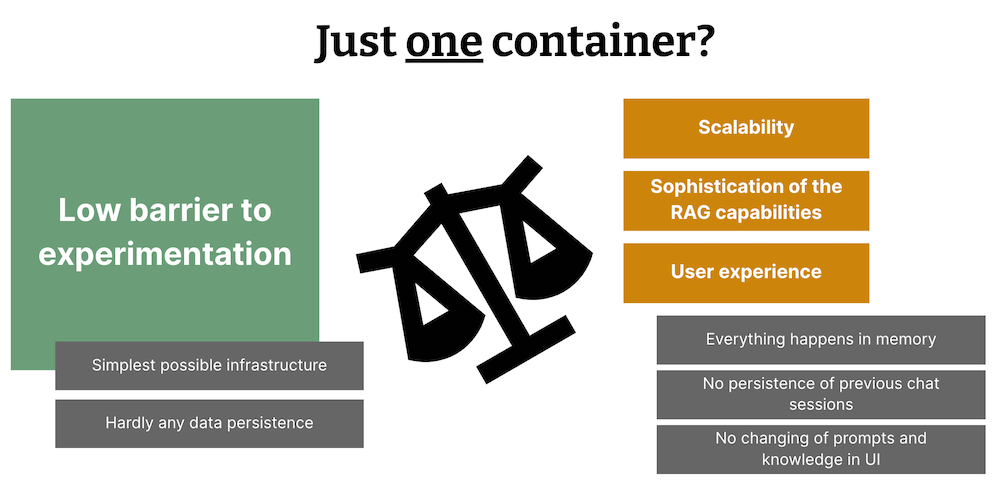 Just one container?
Low barrier to
experimentation
Simplest possible infrastructure
Hardly any data persistence
Scalability
Sophistication of the
RAG capabilities
User experience
Everything happens in memory
No persistence of previous chat
sessions
No changing of prompts and
knowledge in UI